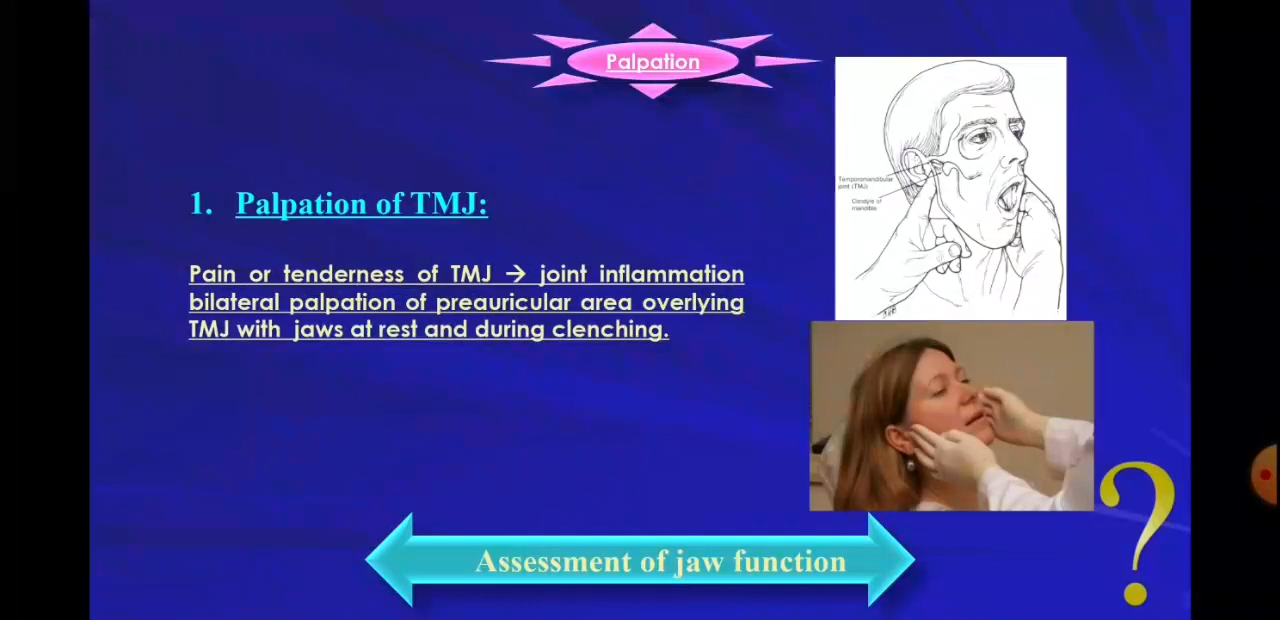 Palpation
1. Palpation of TMJ:
Pain or tenderness of TMJ → joint inflammation
bilateral palpation of preauricular area overlying
TMJ with jaws at rest and during clenching.
Temporomandibular
joint (TMJ)
Condyle of
mandible
Assessment of jaw function
?